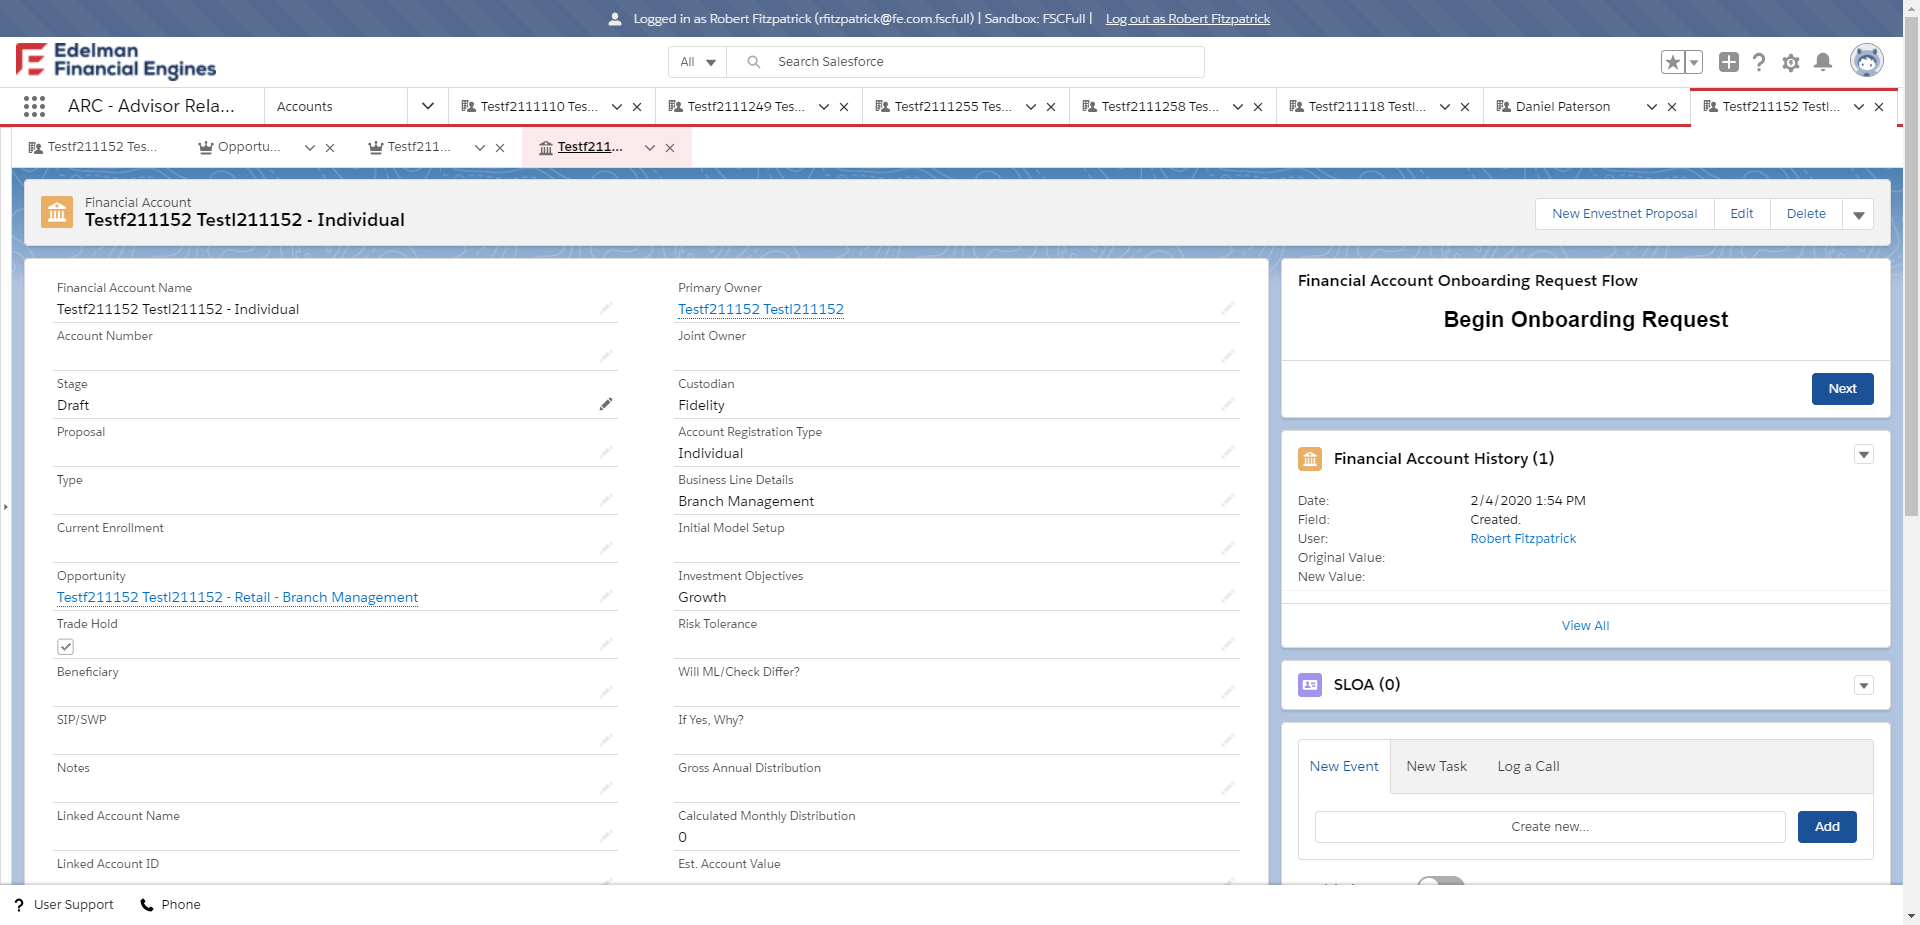 Logged in as Robert Fitzpatrick (rfitzpatrick@fe.com.fscfull) | Sandbox: FSCFull | Log out as Robert Fitzpatrick
Edelman
Financial Engines
All
Search Salesforce
ARC - Advisor Rela...
Accounts
Testf2111110 Tes...
Testf2111249 Tes...
Testf2111255 Tes...
Testf2111258 Tes...
Testf211118 Testl...
Daniel Paterson
Testf211152 Testl...
Testf211152 Tes...
Opportu...
Testf211...
Testf211...
Financial Account
Testf211152 Testl211152 - Individual
New Envestnet Proposal
Edit
Delete
Financial Account Name
Testf211152 Testl211152 - Individual
Account Number
Stage
Draft
Proposal
Type
Current Enrollment
Opportunity
Testf211152 Testl211152 - Retail - Branch Management
Trade Hold
Beneficiary
SIP/SWP
Notes
Linked Account Name
Linked Account ID
Primary Owner
Testf211152 Testl211152
Joint Owner
Custodian
Fidelity
Account Registration Type
Individual
Business Line Details
Branch Management
Initial Model Setup
Investment Objectives
Growth
Risk Tolerance
Will ML/Check Differ?
If Yes, Why?
Gross Annual Distribution
Calculated Monthly Distribution
0
Est. Account Value
Financial Account Onboarding Request Flow
Begin Onboarding Request
Next
Financial Account History (1)
Date: 2/4/2020 1:54 PM
Field: Created.
User: Robert Fitzpatrick
Original Value:
New Value:
View All
SLOA (0)
New Event
New Task
Log a Call
Create new...
Add
? User Support
Phone